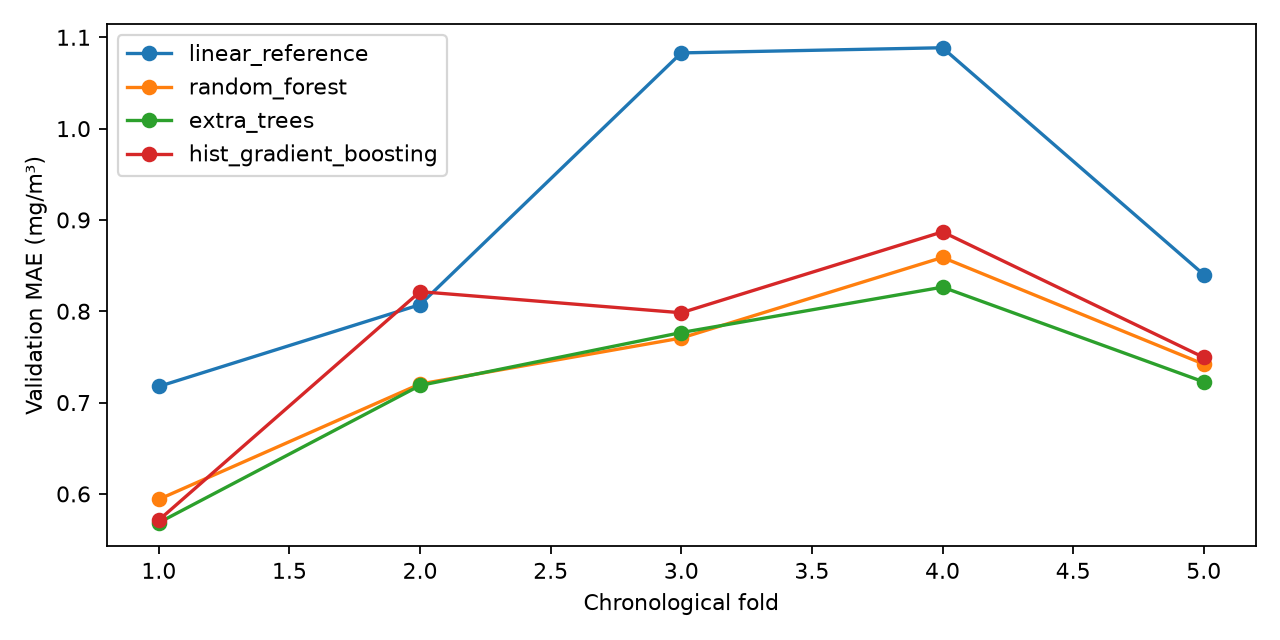 linear_reference
random_forest
extra_trees
hist_gradient_boosting
Validation MAE (mg/m³)
1.1
1.0
0.9
0.8
0.7
0.6
1.0 1.5 2.0 2.5 3.0 3.5 4.0 4.5 5.0
Chronological fold